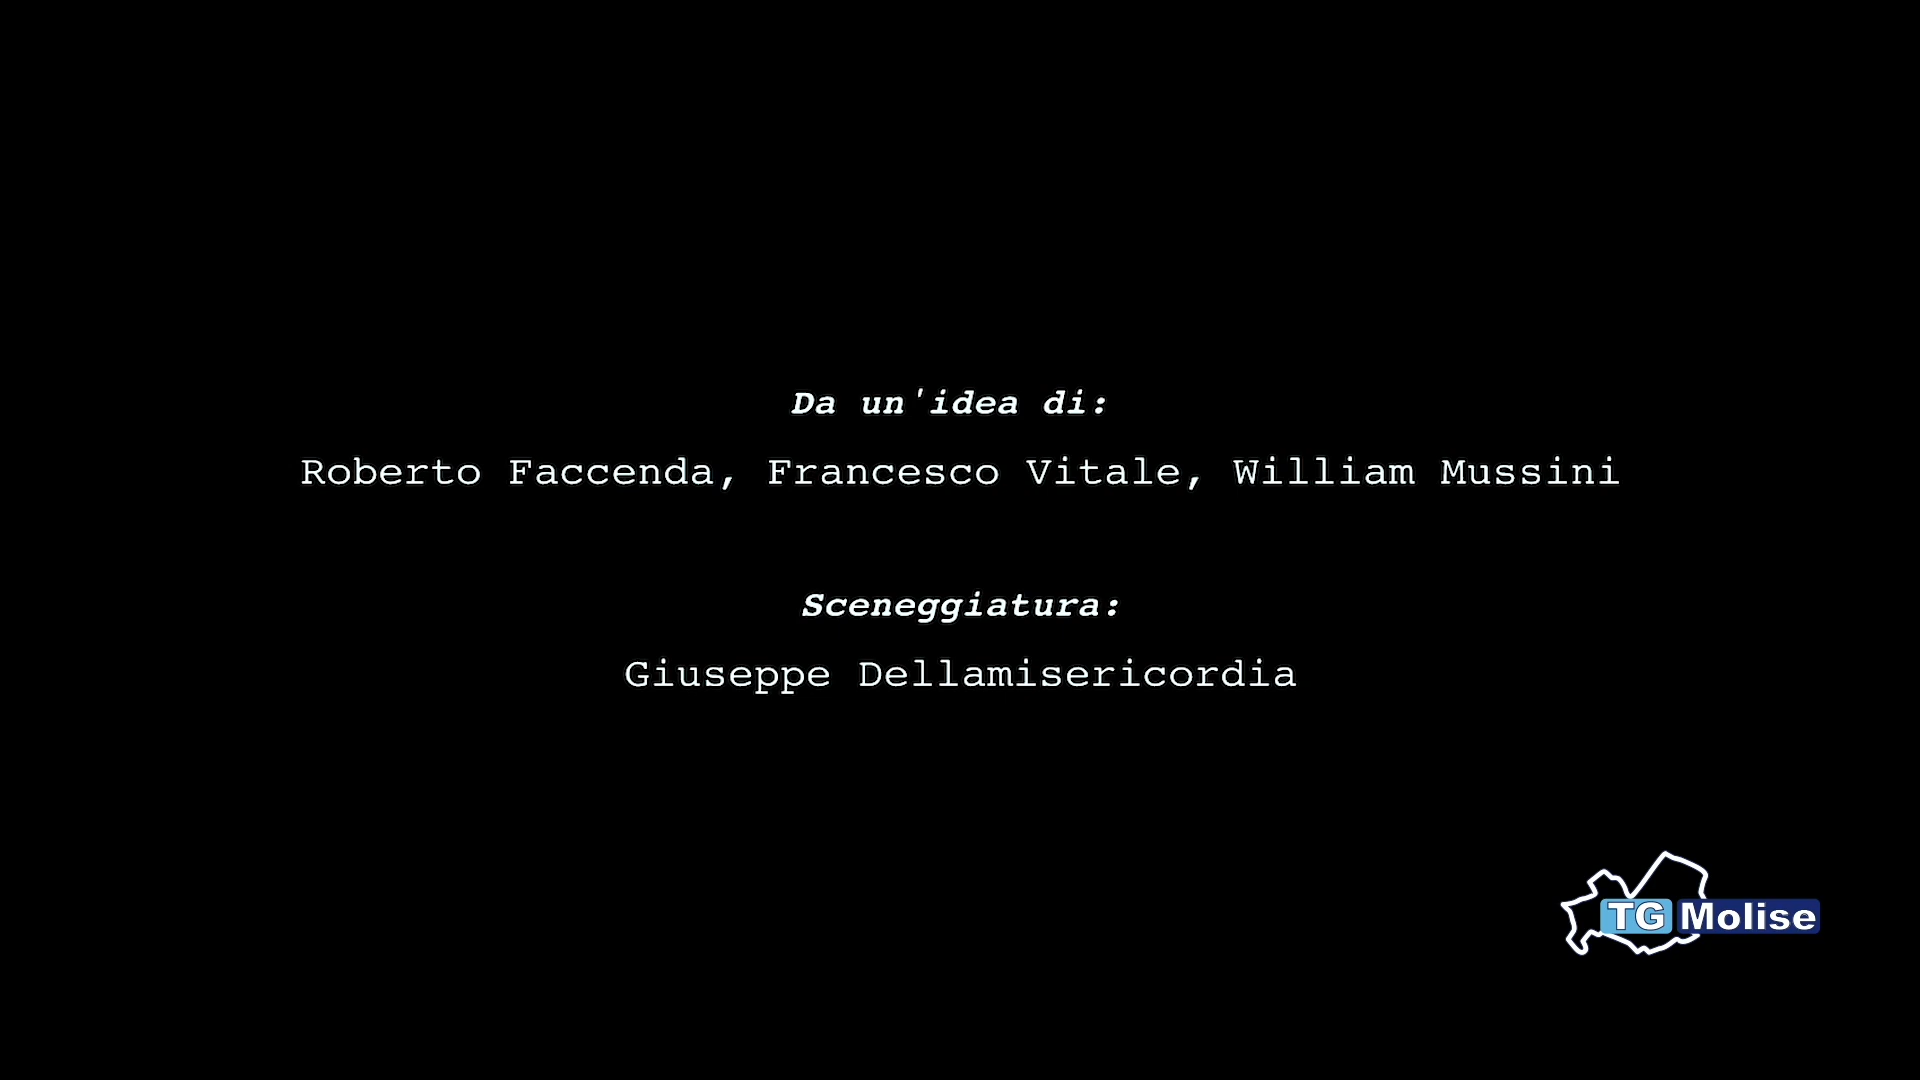 Da un'idea di:
Roberto Faccenda, Francesco Vitale, William Mussini
Sceneggiatura:
Giuseppe Dellamisericordia
TG Molise